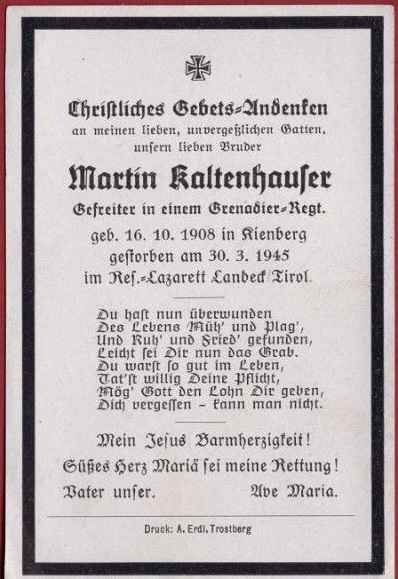 Christliches Gebets=Andenken
an meinen lieben, unvergeßlichen Gatten,
unsern lieben Bruder
Martin Kaltenhauser
Gefreiter in einem Grenadier=Regt.
geb. 16. 10. 1908 in Kienberg
gestorben am 30. 3. 1945
im Res.=Lazarett Landeck/Tirol.
Du hast nun überwunden
Des Lebens Müh' und Plag',
Und Ruh' und Fried' gefunden,
Leicht sei Dir nun das Grab.
Du warst so gut im Leben,
Tat'st willig Deine Pflicht,
Mög' Gott den Lohn Dir geben,
Dich vergessen – kann man nicht.
Mein Jesus Barmherzigkeit!
Süßes Herz Mariä sei meine Rettung!
Vater unser. Ave Maria.
Druck: A. Erdl, Trostberg